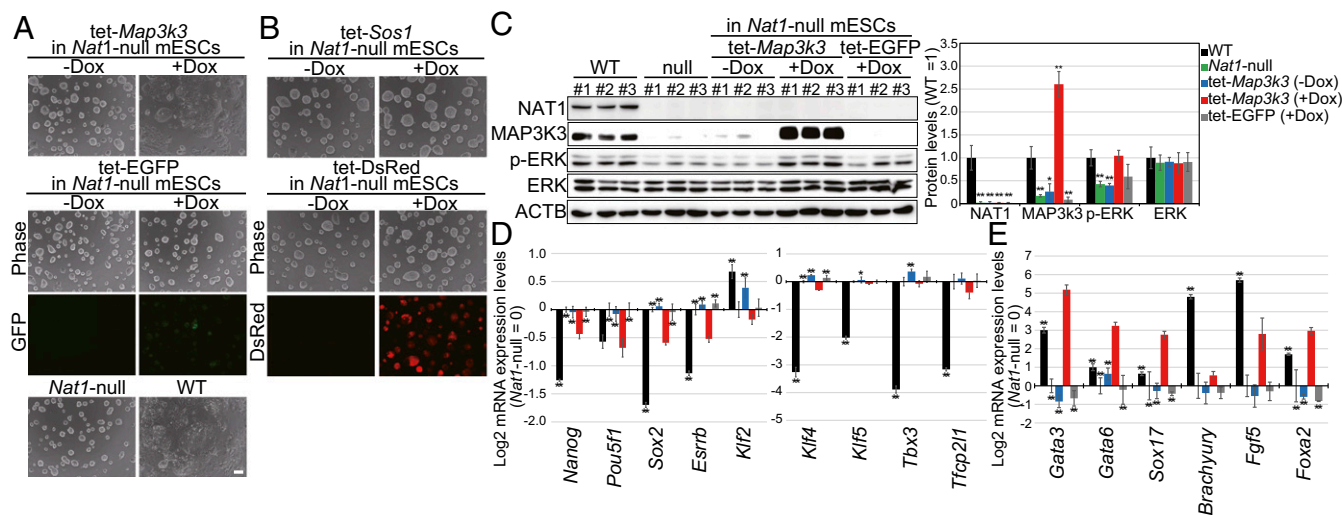 A
tet-Map3k3
in Nat1-null mESCs
-Dox +Dox
tet-EGFP
in Nat1-null mESCs
-Dox +Dox
Phase
GFP
Nat1-null WT
B
tet-Sos1
in Nat1-null mESCs
-Dox +Dox
tet-DsRed
in Nat1-null mESCs
-Dox +Dox
Phase
DsRed
C
in Nat1-null mESCs
tet-Map3k3 tet-EGFP
WT null -Dox +Dox +Dox
#1 #2 #3 #1 #2 #3 #1 #2 #3 #1 #2 #3 #1 #2 #3
NAT1
MAP3K3
p-ERK
ERK
ACTB
Protein levels (WT =1)
3.5
3.0
2.5
2.0
1.5
1.0
0.5
0
** ** ** ** ** * ** ** ** **
NAT1 MAP3k3 p-ERK ERK
WT
Nat1-null
tet-Map3k3 (-Dox)
tet-Map3k3 (+Dox)
tet-EGFP (+Dox)
D
Log2 mRNA expression levels
(Nat1-null = 0)
1.0
0.5
0
-0.5
-1.0
-1.5
-2.0
Nanog Pou5f1 Sox2 Esrrb Klf2
1
0
-1
-2
-3
-4
-5
Klf4 Klf5 Tbx3 Tfcp2l1
E
Log2 mRNA expression levels
(Nat1-null = 0)
7
6
5
4
3
2
1
0
-1
-2
Gata3 Gata6 Sox17 Brachyury Fgf5 Foxa2